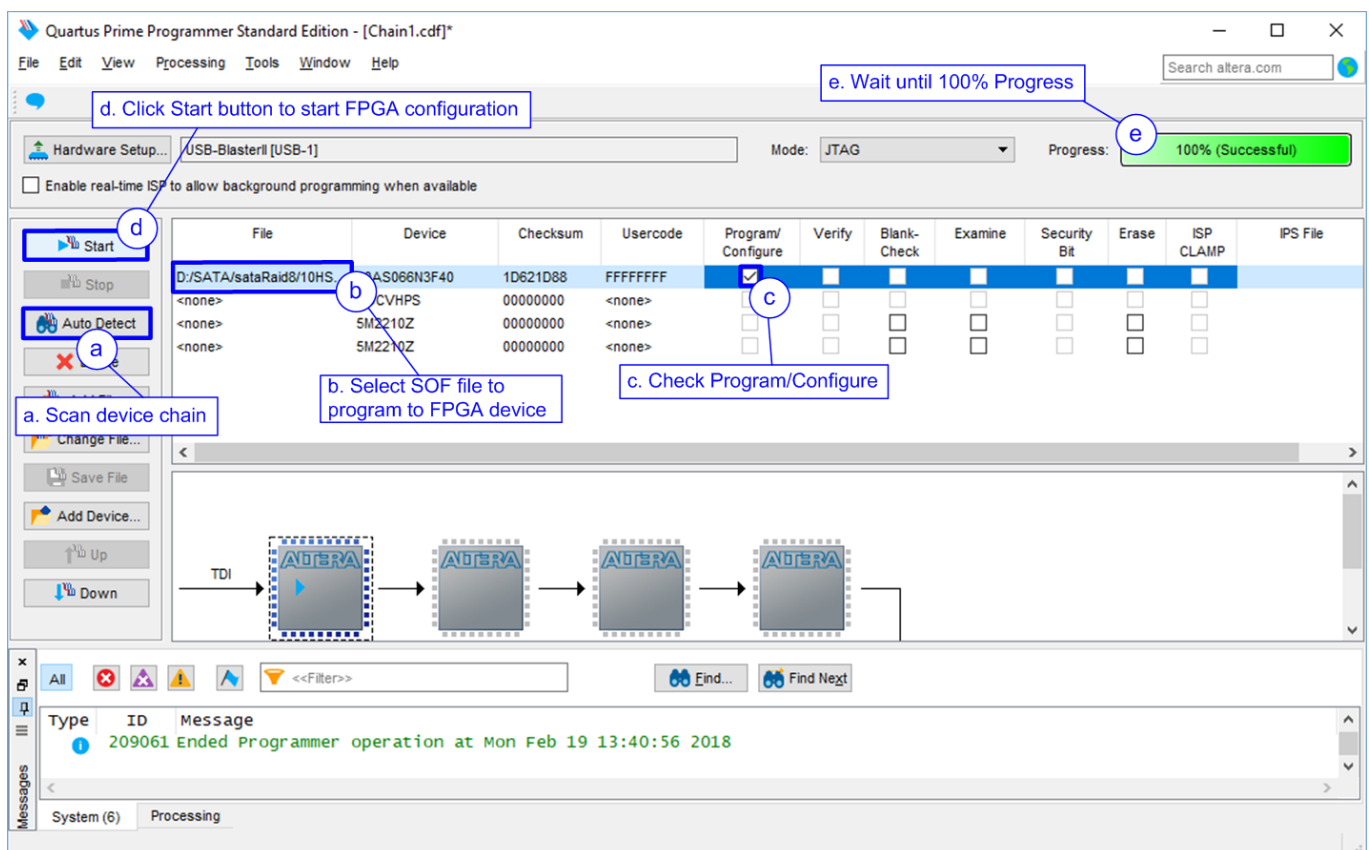 Quartus Prime Programmer Standard Edition - [Chain1.cdf]*
File Edit View Processing Tools Window Help
Search altera.com
e. Wait until 100% Progress
d. Click Start button to start FPGA configuration
e
Hardware Setup... USB-BlasterII [USB-1] Mode: JTAG Progress: 100% (Successful)
Enable real-time ISP to allow background programming when available
d
Start
Stop
Auto Detect
a
File Device Checksum Usercode Program/ Configure Verify Blank- Check Examine Security Bit Erase ISP CLAMP IPS File
D:/SATA/sataRaid8/10HS... AS066N3F40 1D621D88 FFFFFFFF
<none> CVHPS 00000000 <none>
<none> 5M2210Z 00000000 <none>
<none> 5M2210Z 00000000 <none>
b
c
b. Select SOF file to
program to FPGA device
c. Check Program/Configure
a. Scan device chain
Change File...
Save File
Add Device...
Up
Down
TDI
ALTERA
ALTERA
ALTERA
ALTERA
All <<Filter>> Find... Find Next
Type ID Message
209061 Ended Programmer operation at Mon Feb 19 13:40:56 2018
Messages
System (6) Processing